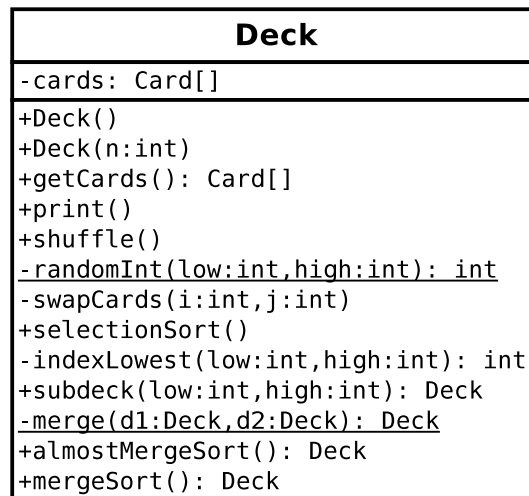 Deck
-cards: Card[]
+Deck()
+Deck(n:int)
+getCards(): Card[]
+print()
+shuffle()
-randomInt(low:int,high:int): int
-swapCards(i:int,j:int)
+selectionSort()
-indexLowest(low:int,high:int): int
+subdeck(low:int,high:int): Deck
-merge(d1:Deck,d2:Deck): Deck
+almostMergeSort(): Deck
+mergeSort(): Deck